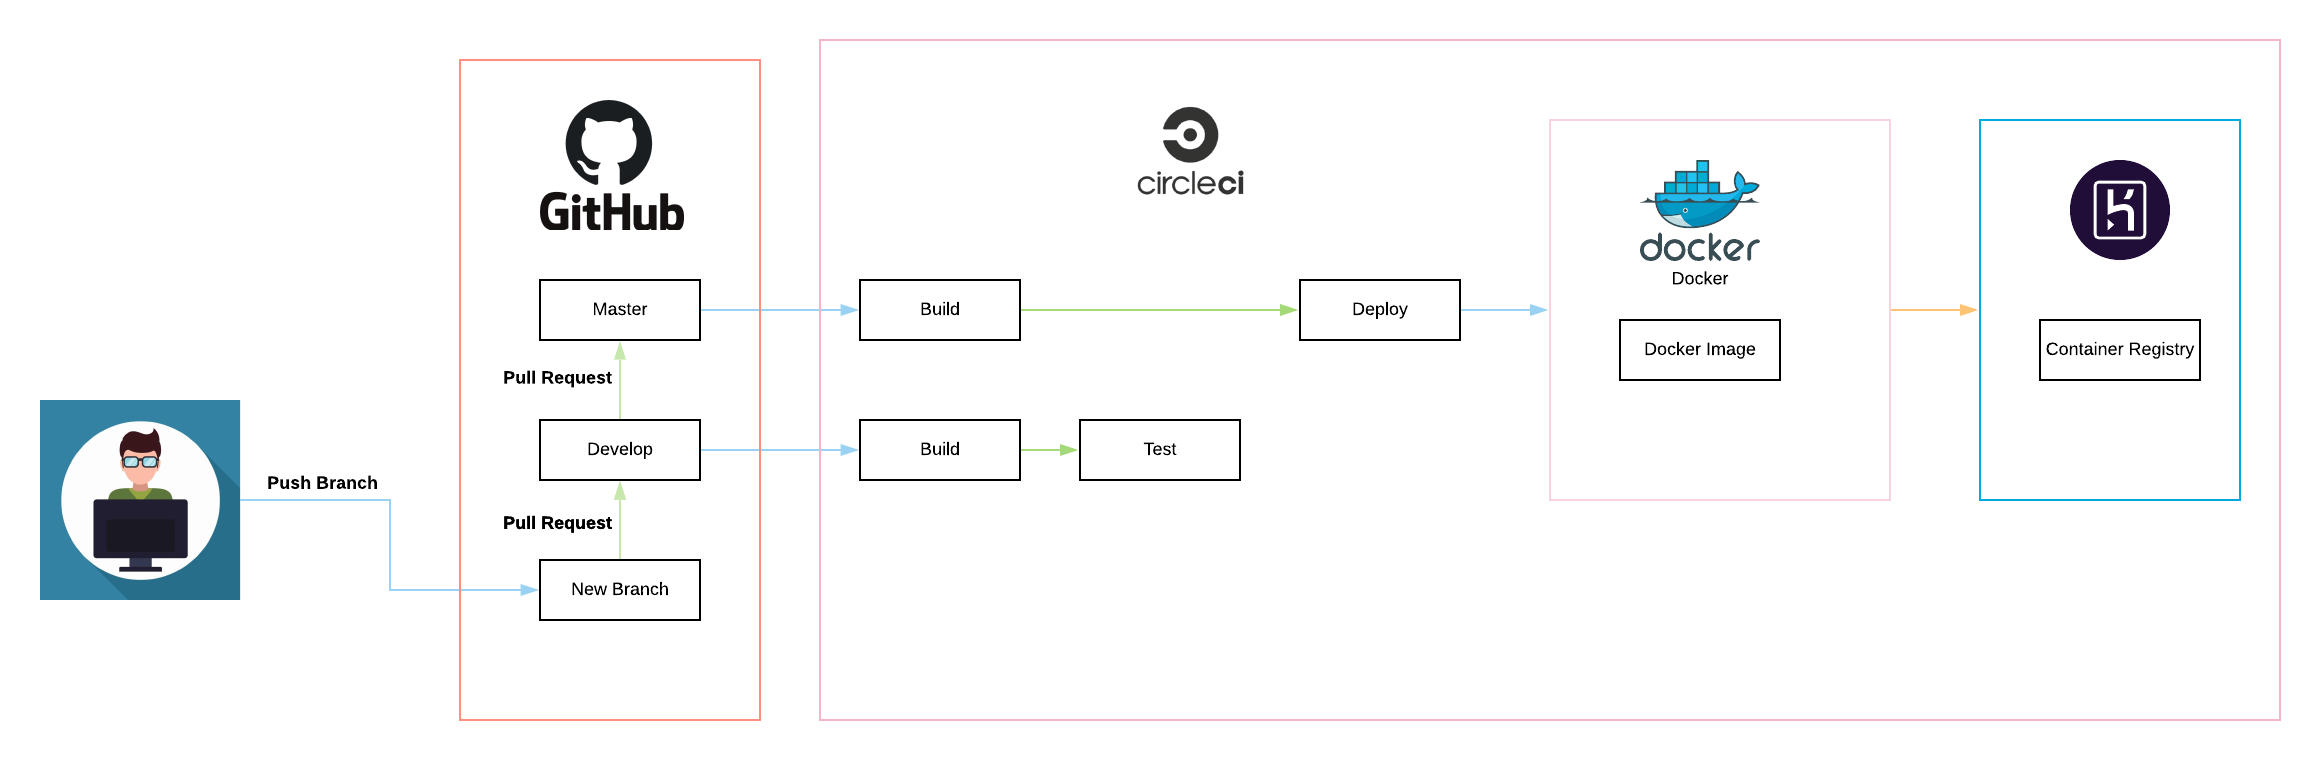 GitHub
circleci
docker
Docker
Master
Build
Deploy
Docker Image
Container Registry
Pull Request
Develop
Build
Test
Push Branch
Pull Request
New Branch